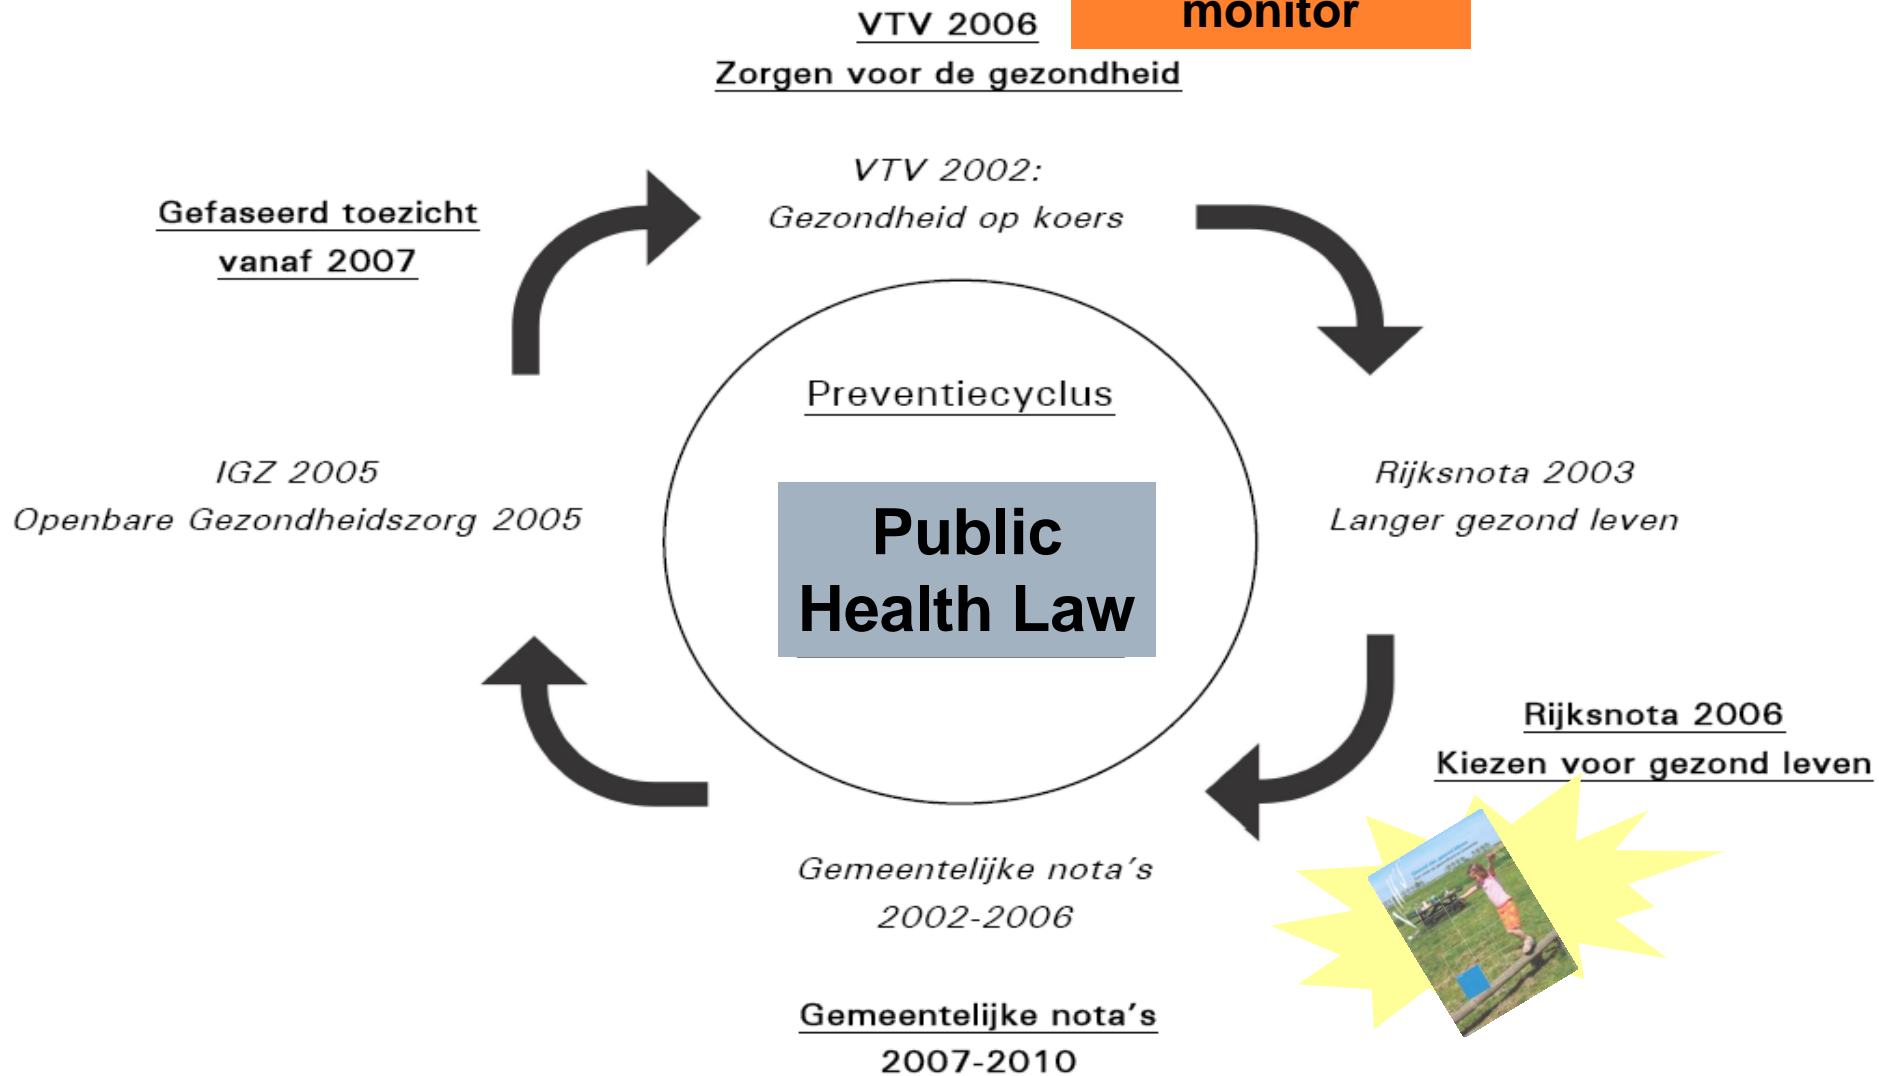 monitor
VTV 2006
Zorgen voor de gezondheid
VTV 2002:
Gezondheid op koers
Gefaseerd toezicht
vanaf 2007
Preventiecyclus
Public
Health Law
IGZ 2005
Openbare Gezondheidszorg 2005
Rijksnota 2003
Langer gezond leven
Rijksnota 2006
Kiezen voor gezond leven
Gemeentelijke nota's
2002-2006
Gemeentelijke nota's
2007-2010